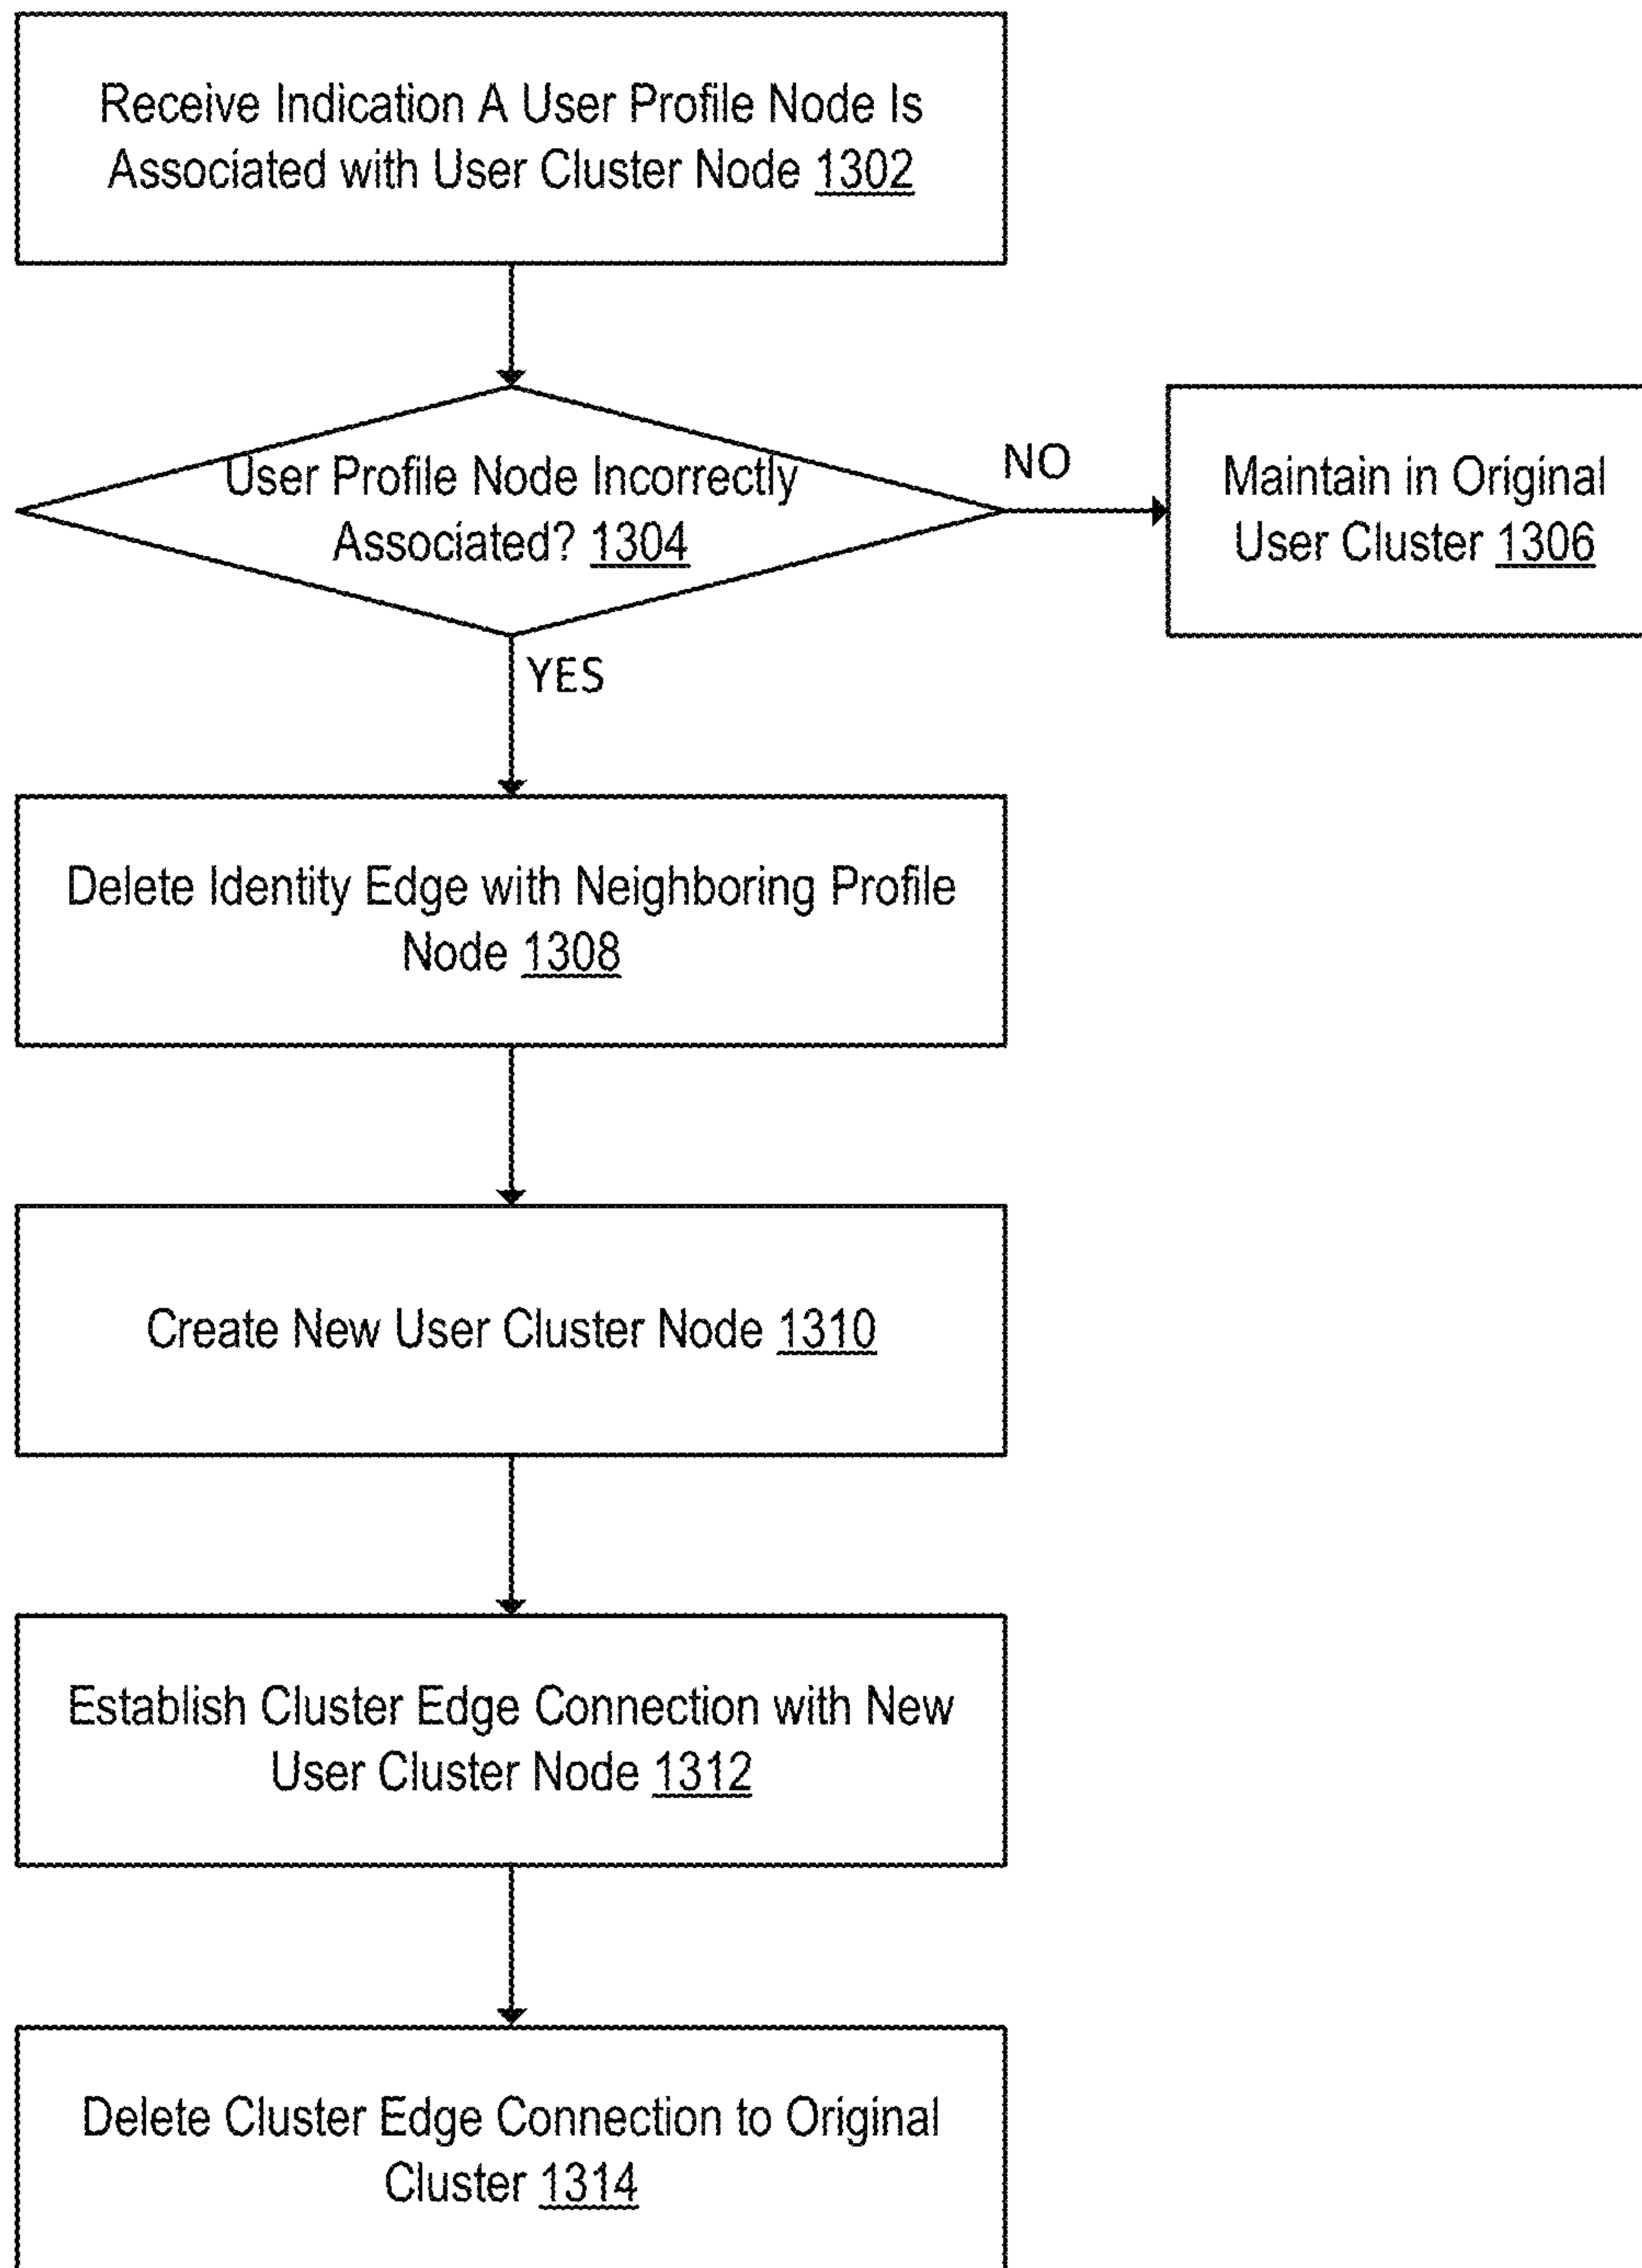 Receive Indication A User Profile Node Is
Associated with User Cluster Node 1302
User Profile Node Incorrectly
Associated? 1304
NO
Maintain in Original
User Cluster 1306
YES
Delete Identity Edge with Neighboring Profile
Node 1308
Create New User Cluster Node 1310
Establish Cluster Edge Connection with New
User Cluster Node 1312
Delete Cluster Edge Connection to Original
Cluster 1314